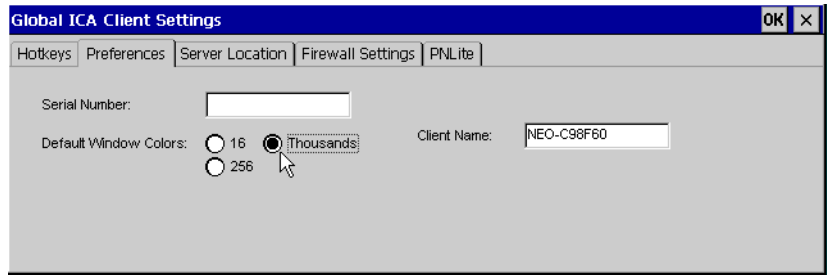 Global ICA Client Settings OK ×
Hotkeys Preferences Server Location Firewall Settings PNLite
Serial Number:
Default Window Colors: 16 Thousands Client Name: NEO-C98F60
256